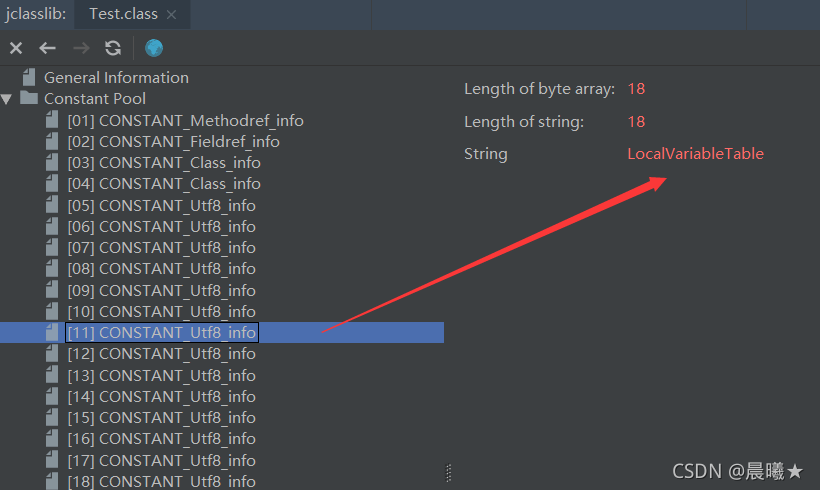 jclasslib: Test.class
General Information
Constant Pool
[01] CONSTANT_Methodref_info
[02] CONSTANT_Fieldref_info
[03] CONSTANT_Class_info
[04] CONSTANT_Class_info
[05] CONSTANT_Utf8_info
[06] CONSTANT_Utf8_info
[07] CONSTANT_Utf8_info
[08] CONSTANT_Utf8_info
[09] CONSTANT_Utf8_info
[10] CONSTANT_Utf8_info
[11] CONSTANT_Utf8_info
[12] CONSTANT_Utf8_info
[13] CONSTANT_Utf8_info
[14] CONSTANT_Utf8_info
[15] CONSTANT_Utf8_info
[16] CONSTANT_Utf8_info
[17] CONSTANT_Utf8_info
[18] CONSTANT_Utf8_info
Length of byte array: 18
Length of string: 18
String LocalVariableTable
CSDN @晨曦★